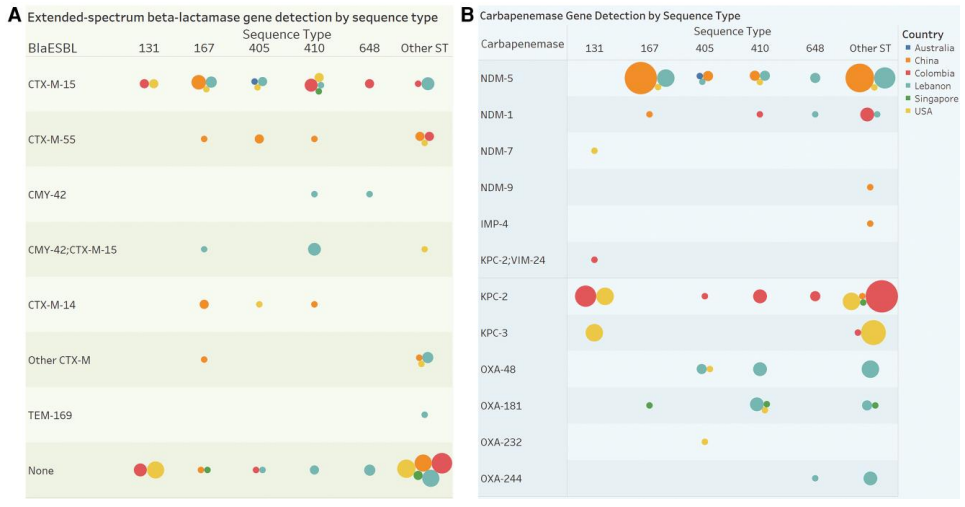 A Extended-spectrum beta-lactamase gene detection by sequence type
Sequence Type
BlaESBL 131 167 405 410 648 Other ST
CTX-M-15
CTX-M-55
CMY-42
CMY-42;CTX-M-15
CTX-M-14
Other CTX-M
TEM-169
None
B Carbapenemase Gene Detection by Sequence Type
Sequence Type
Carbapenemase 131 167 405 410 648 Other ST
NDM-5
NDM-1
NDM-7
NDM-9
IMP-4
KPC-2;VIM-24
KPC-2
KPC-3
OXA-48
OXA-181
OXA-232
OXA-244
Country
Australia
China
Colombia
Lebanon
Singapore
USA